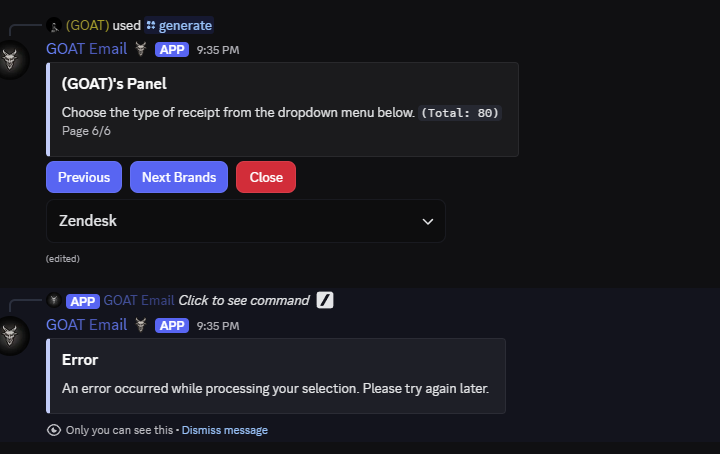 (GOAT) used generate
GOAT Email APP 9:35 PM
(GOAT)'s Panel
Choose the type of receipt from the dropdown menu below. (Total: 80)
Page 6/6
Previous Next Brands Close
Zendesk
(edited)
APP GOAT Email Click to see command
GOAT Email APP 9:35 PM
Error
An error occurred while processing your selection. Please try again later.
Only you can see this • Dismiss message